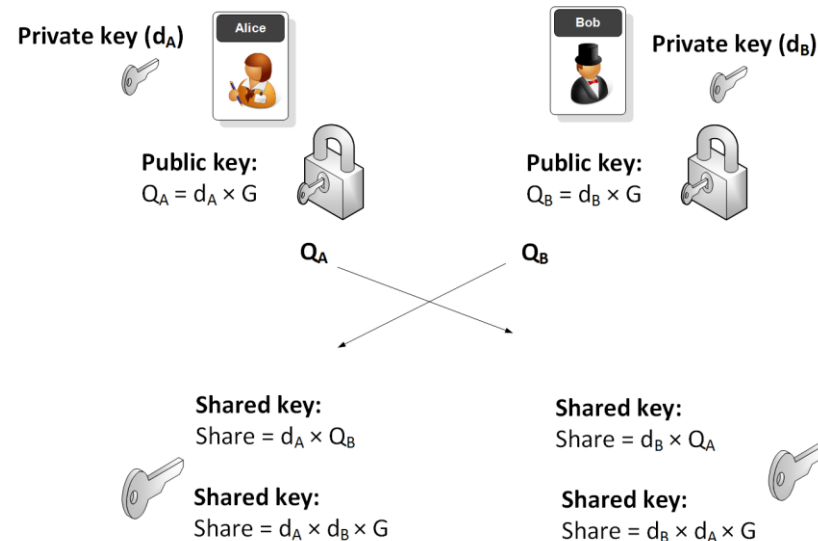 Alice
Bob
Private key (dA)
Private key (dB)
Public key:
QA = dA × G
Public key:
QB = dB × G
QA
QB
Shared key:
Share = dA × QB
Shared key:
Share = dB × QA
Shared key:
Share = dA × dB × G
Shared key:
Share = dB × dA × G